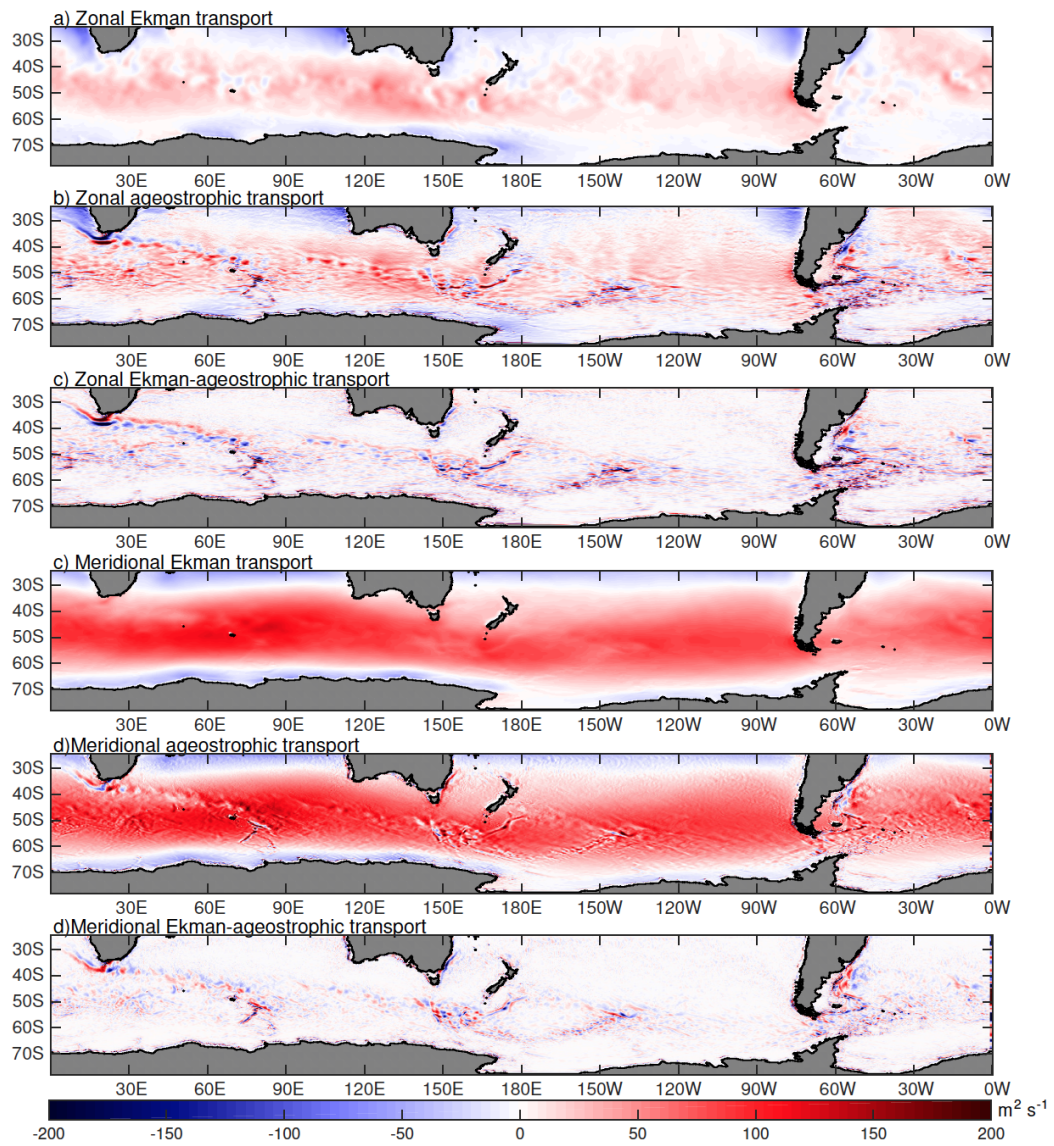 a) Zonal Ekman transport
30S
40S
50S
60S
70S
30E 60E 90E 120E 150E 180E 150W 120W 90W 60W 30W 0W
b) Zonal ageostrophic transport
30S
40S
50S
60S
70S
30E 60E 90E 120E 150E 180E 150W 120W 90W 60W 30W 0W
c) Zonal Ekman-ageostrophic transport
30S
40S
50S
60S
70S
30E 60E 90E 120E 150E 180E 150W 120W 90W 60W 30W 0W
c) Meridional Ekman transport
30S
40S
50S
60S
70S
30E 60E 90E 120E 150E 180E 150W 120W 90W 60W 30W 0W
d)Meridional ageostrophic transport
30S
40S
50S
60S
70S
30E 60E 90E 120E 150E 180E 150W 120W 90W 60W 30W 0W
d)Meridional Ekman-ageostrophic transport
30S
40S
50S
60S
70S
30E 60E 90E 120E 150E 180E 150W 120W 90W 60W 30W 0W
m² s⁻¹
-200 -150 -100 -50 0 50 100 150 200